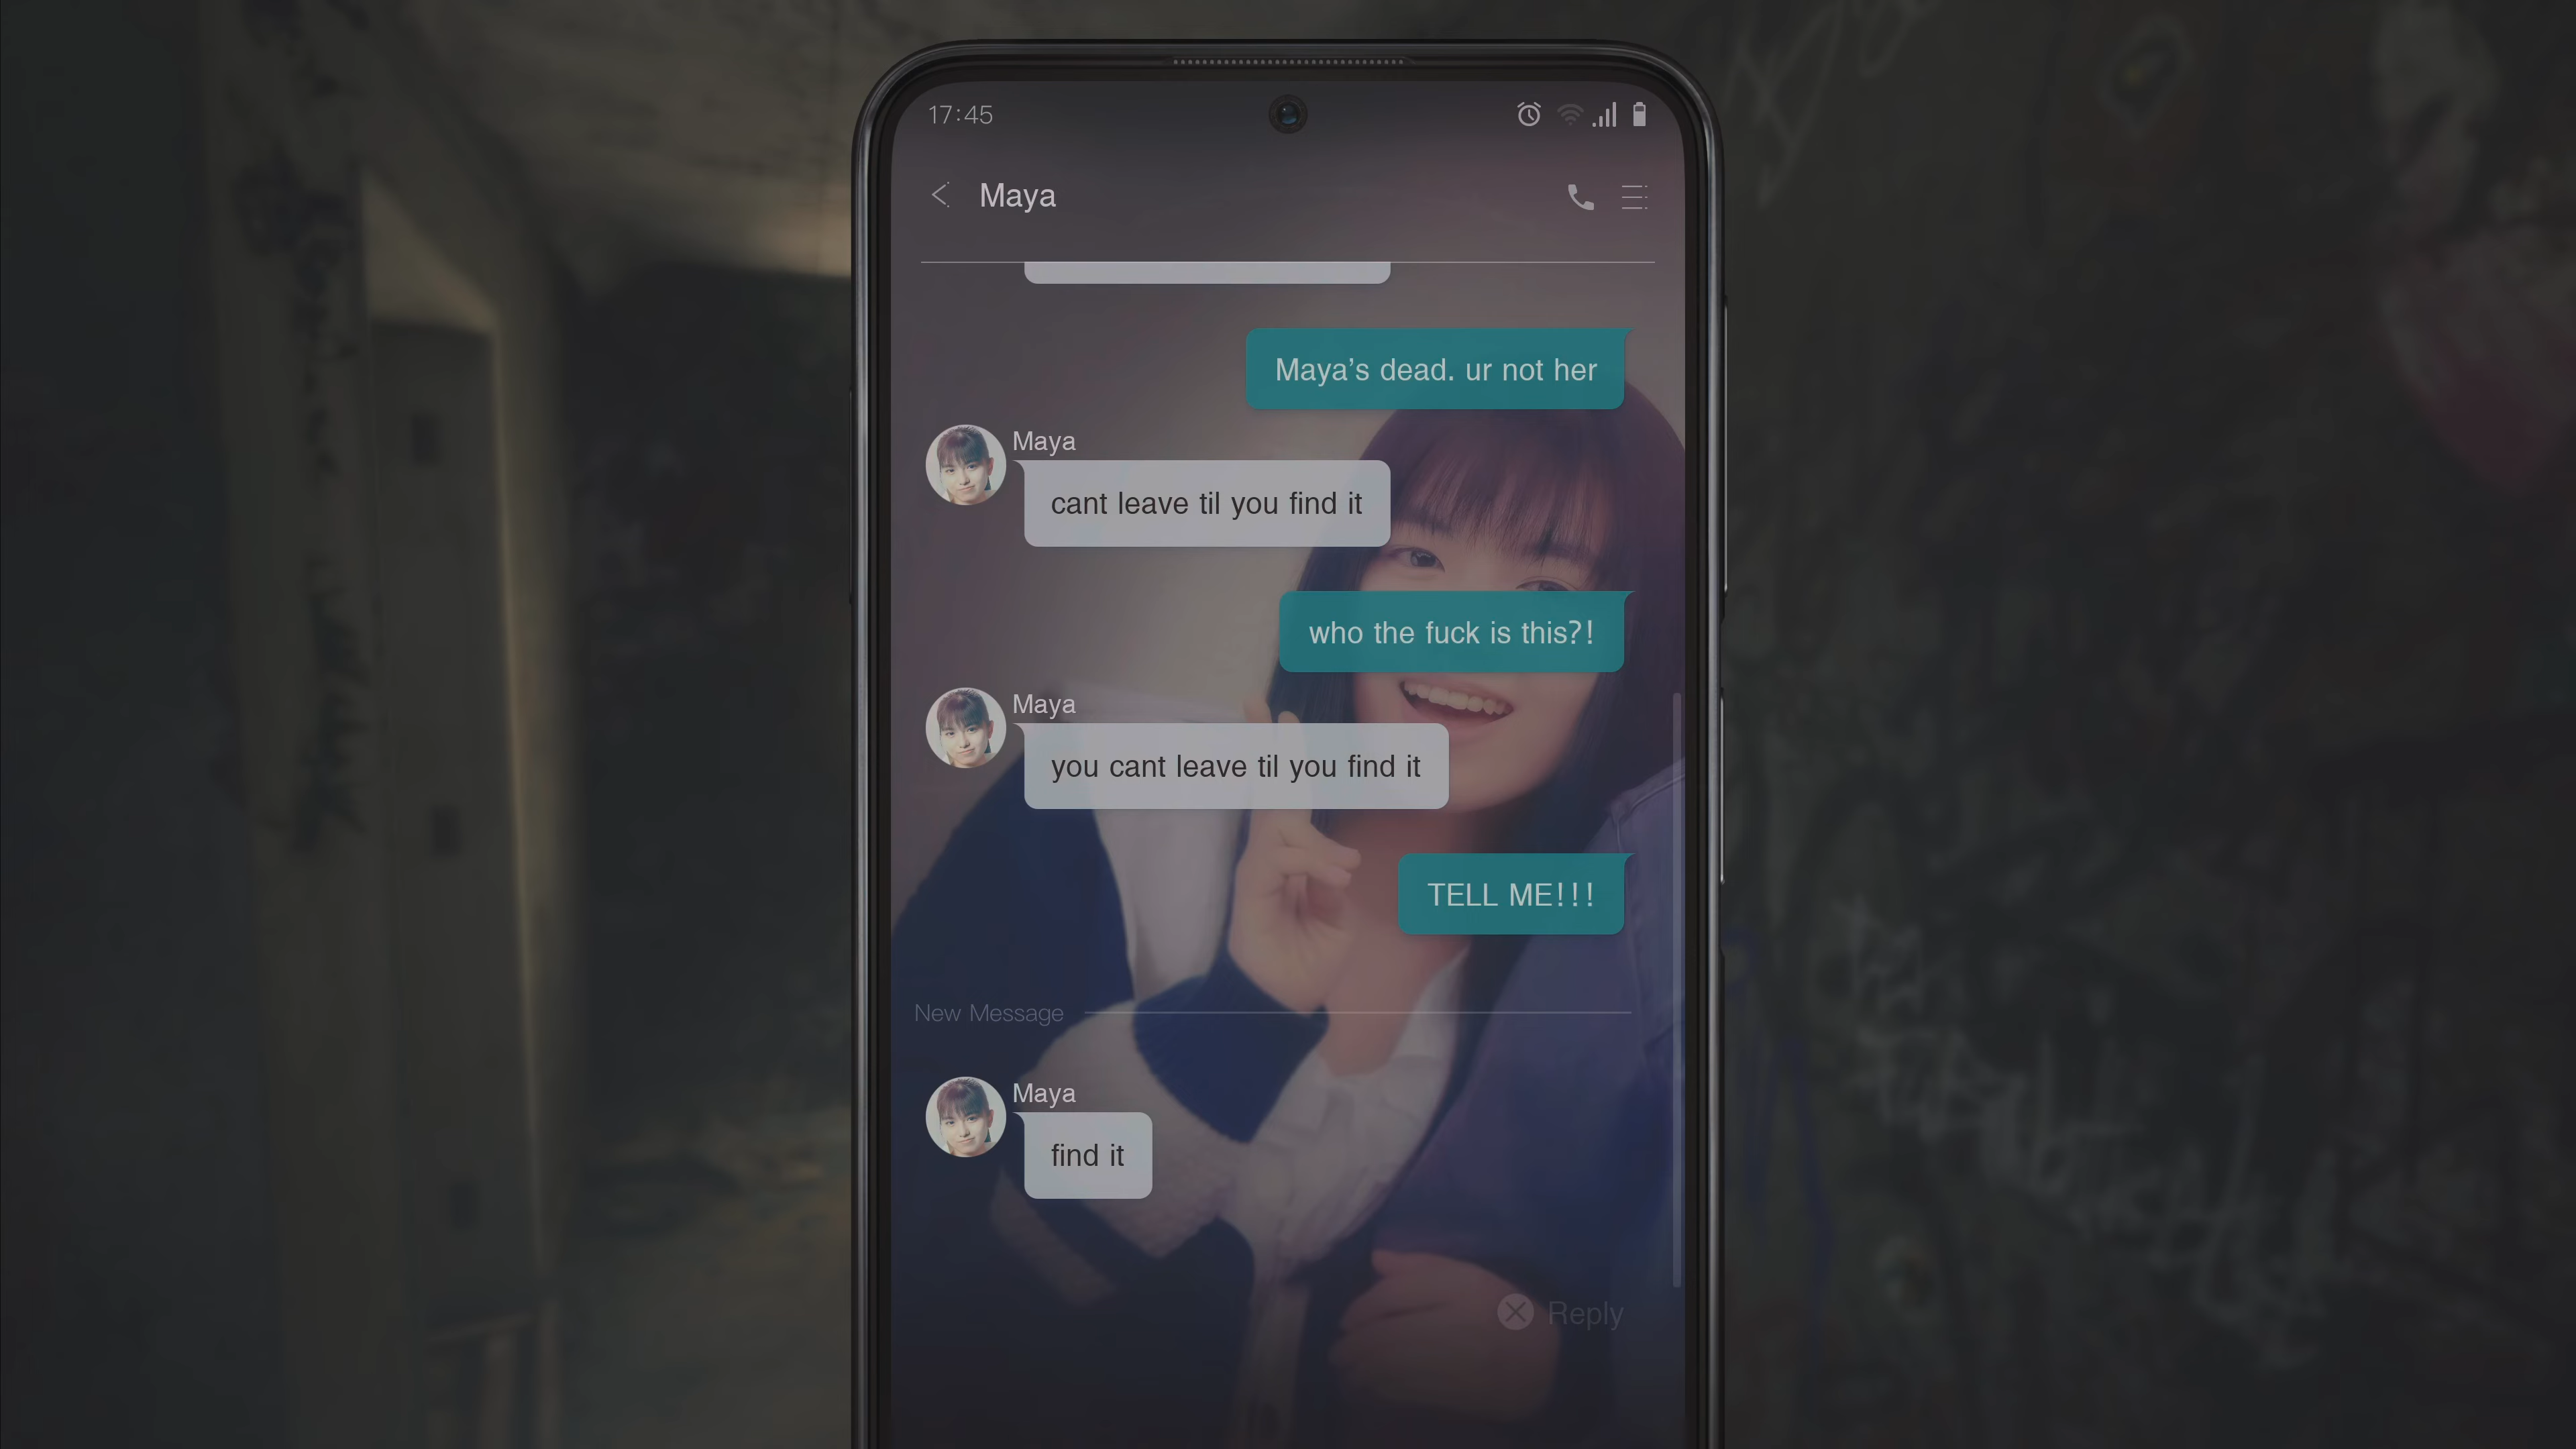 17:45
Maya
Maya's dead. ur not her
Maya
cant leave til you find it
who the fuck is this?!
Maya
you cant leave til you find it
TELL ME!!!
New Message
Maya
find it
Reply